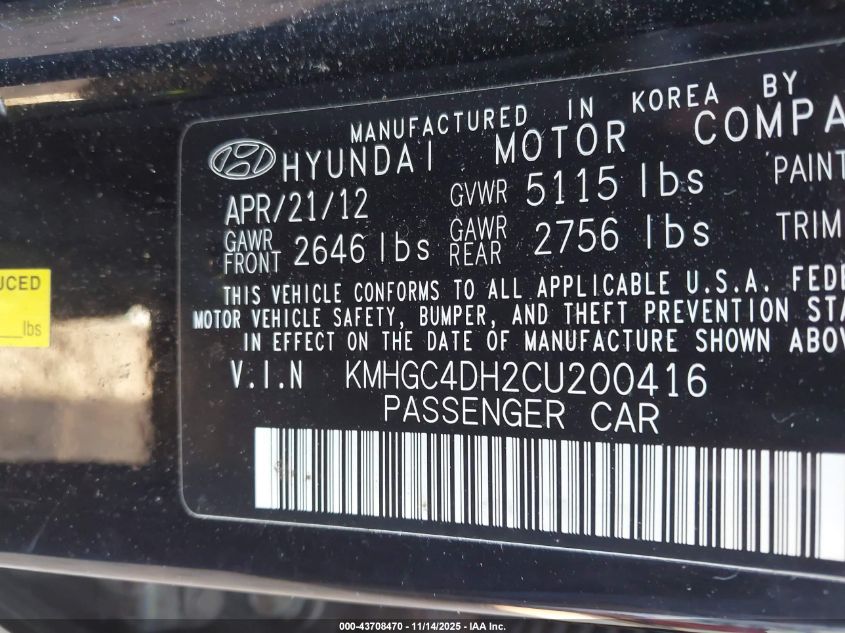 MANUFACTURED IN KOREA BY
HYUNDAI MOTOR COMPA
APR/21/12 GVWR 5115 lbs PAINT
GAWR FRONT 2646 lbs GAWR REAR 2756 lbs TRIM
THIS VEHICLE CONFORMS TO ALL APPLICABLE U.S.A. FEDE
MOTOR VEHICLE SAFETY, BUMPER, AND THEFT PREVENTION STA
IN EFFECT ON THE DATE OF MANUFACTURE SHOWN ABOV
V.I.N KMHGC4DH2CU200416
PASSENGER CAR
UCED
lbs
000-43708470 - 11/14/2025 - IAA Inc.